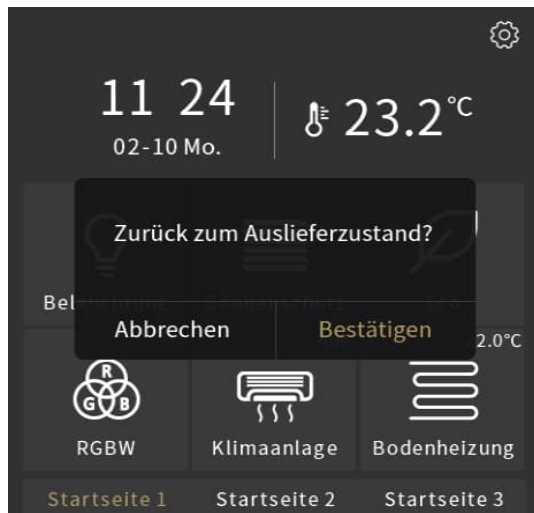 11 24
02-10 Mo.
23.2°C
Zurück zum Auslieferzustand?
Abbrechen
Bestätigen
2.0°C
R
G B
RGBW
Klimaanlage
Bodenheizung
Startseite 1
Startseite 2
Startseite 3